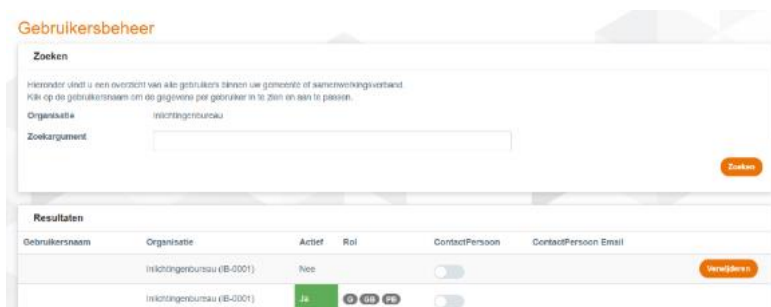 Gebruikersbeheer
Zoeken
Hieronder vindt u een overzicht van alle gebruikers binnen uw gemeente of samenwerkingsverband
Klik op de gebruikersnaam om de gegevens per gebruiker in te zien en aan te passen.
Organisatie Inlichtingenbureau
Zoekargument
Zoeken
Resultaten
Gebruikersnaam Organisatie Actief Rol ContactPersoon ContactPersoon Email
Inlichtingenbureau (IB-0001) Nee Verwijderen
Inlichtingenbureau (IB-0001) Ja G GB PB